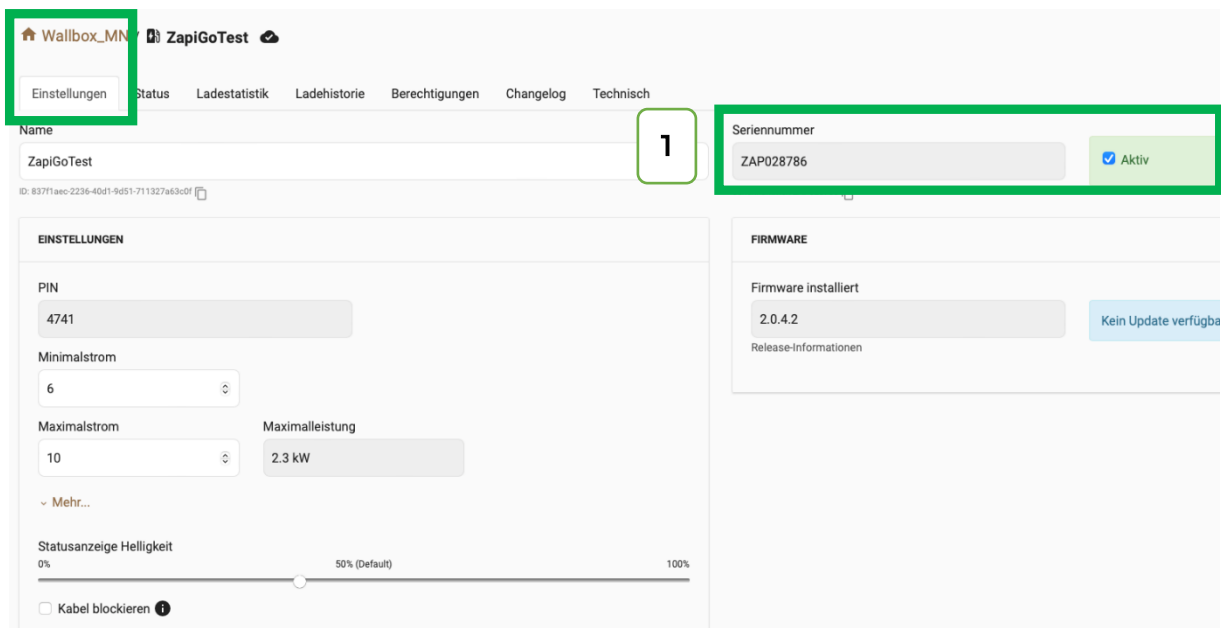 Wallbox_MN / ZapiGoTest
Einstellungen Status Ladestatistik Ladehistorie Berechtigungen Changelog Technisch
Name
ZapiGoTest
ID: 837f1aec-2236-40d1-9d51-711327a63c0f
1
Seriennummer
ZAP028786
Aktiv
EINSTELLUNGEN
PIN
4741
Minimalstrom
6
Maximalstrom Maximalleistung
10 2.3 kW
Mehr...
Statusanzeige Helligkeit
0% 50% (Default) 100%
Kabel blockieren
FIRMWARE
Firmware installiert
2.0.4.2 Kein Update verfügba
Release-Informationen